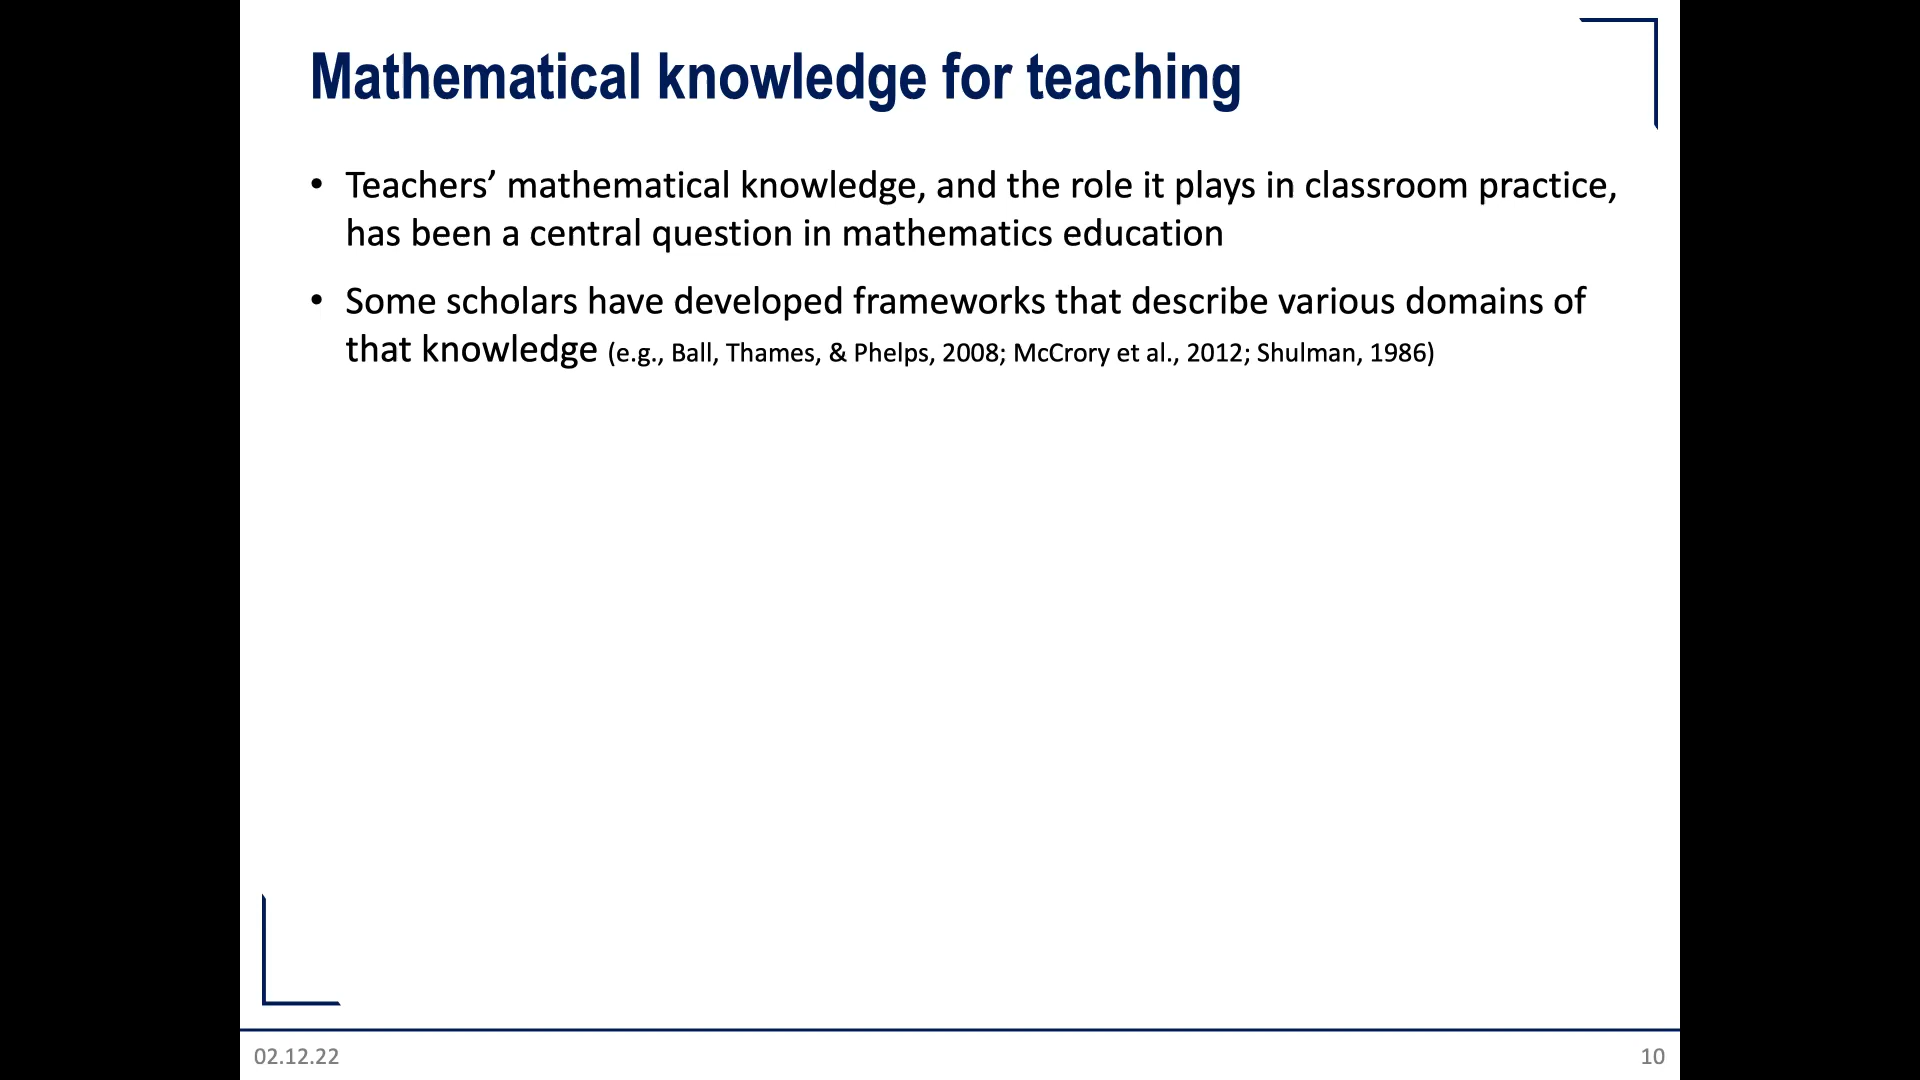 Mathematical knowledge for teaching
• Teachers’ mathematical knowledge, and the role it plays in classroom practice,
has been a central question in mathematics education
• Some scholars have developed frameworks that describe various domains of
that knowledge (e.g., Ball, Thames, & Phelps, 2008; McCrory et al., 2012; Shulman, 1986)
02.12.22
10